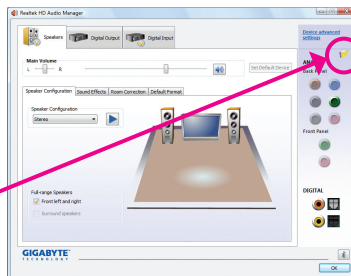 Realtek HD Audio Manager
Speakers
Digital Output
Digital Input
Device advanced
settings
Main Volume
L
R
Set Default Device
ANA
Back Panel
Speaker Configuration
Sound Effects
Room Correction
Default Format
Speaker Configuration
Stereo
Front Panel
Full-range Speakers
Front left and right
Surround speakers
DIGITAL
GIGABYTE
TECHNOLOGY
OK